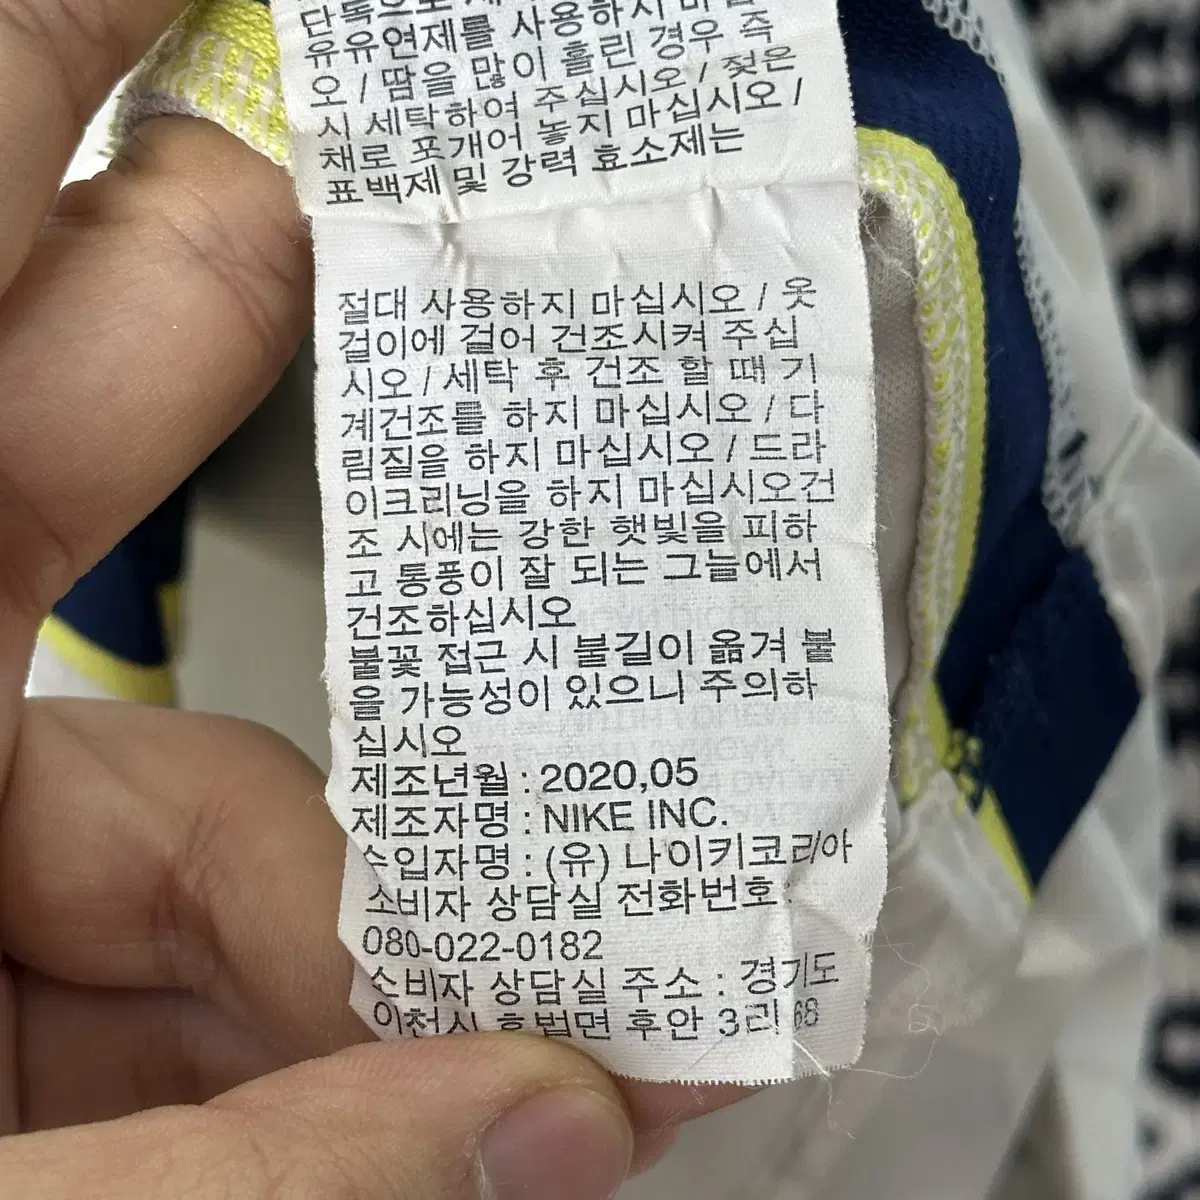 단독으로
유유연제를 사용하지 마십
오 / 땀을 많이 흘린 경우 즉
시 세탁하여 주십시오 / 젖은
채로 포개어 놓지 마십시오 /
표백제 및 강력 효소제는
절대 사용하지 마십시오 / 옷
걸이에 걸어 건조시켜 주십
시오 / 세탁 후 건조 할 때 기
계건조를 하지 마십시오 / 다
림질을 하지 마십시오 / 드라
이크리닝을 하지 마십시오건
조 시에는 강한 햇빛을 피하
고 통풍이 잘 되는 그늘에서
건조하십시오
불꽃 접근 시 불길이 옮겨 붙
을 가능성이 있으니 주의하
십시오
제조년월 : 2020,05
제조자명 : NIKE INC.
수입자명 : (유) 나이키코리아
소비자 상담실 전화번호 :
080-022-0182
소비자 상담실 주소 : 경기도
이천시 호법면 후안 3리 68